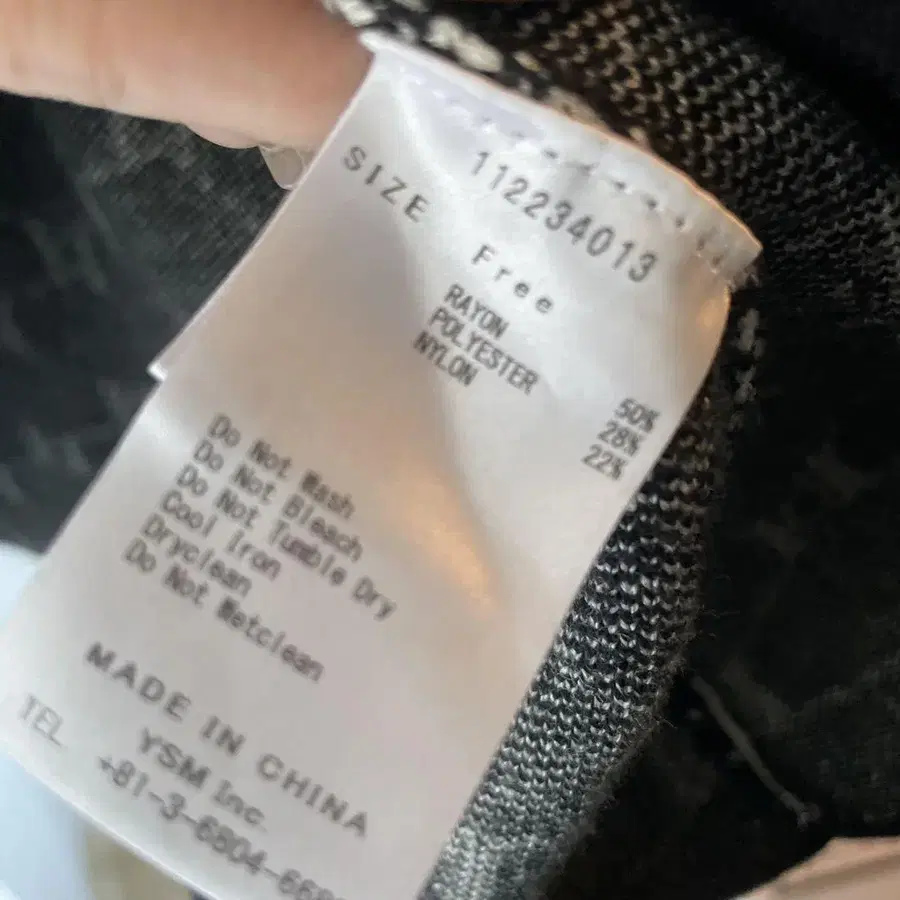 112234013
SIZE Free
RAYON 50%
POLYESTER 28%
NYLON 22%
Do Not Wash
Do Not Bleach
Do Not Tumble Dry
Cool Iron
Dryclean
Do Not Wetclean
MADE IN CHINA
YSM Inc
TEL +81-3-6804-66